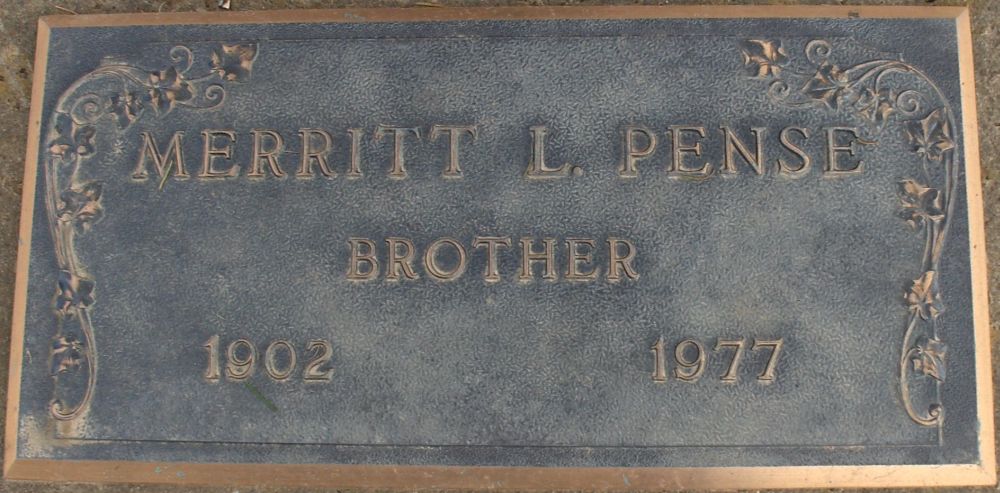 MERRITT L. PENSE
BROTHER
1902 1977